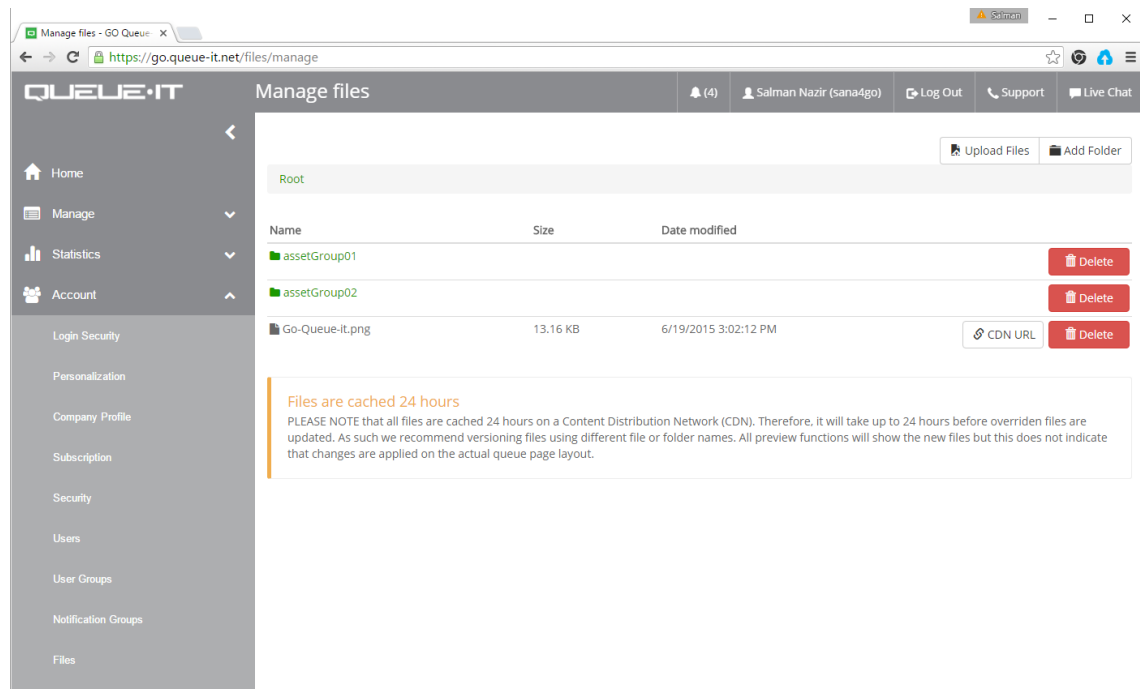 Salman
Manage files - GO Queue
https://go.queue-it.net/files/manage
QUEUE·IT
Manage files
(4)
Salman Nazir (sana4go)
Log Out
Support
Live Chat
Home
Manage
Statistics
Account
Login Security
Personalization
Company Profile
Subscription
Security
Users
User Groups
Notification Groups
Files
Upload Files
Add Folder
Root
Name Size Date modified
assetGroup01 Delete
assetGroup02 Delete
Go-Queue-it.png 13.16 KB 6/19/2015 3:02:12 PM CDN URL Delete
Files are cached 24 hours
PLEASE NOTE that all files are cached 24 hours on a Content Distribution Network (CDN). Therefore, it will take up to 24 hours before overriden files are
updated. As such we recommend versioning files using different file or folder names. All preview functions will show the new files but this does not indicate
that changes are applied on the actual queue page layout.